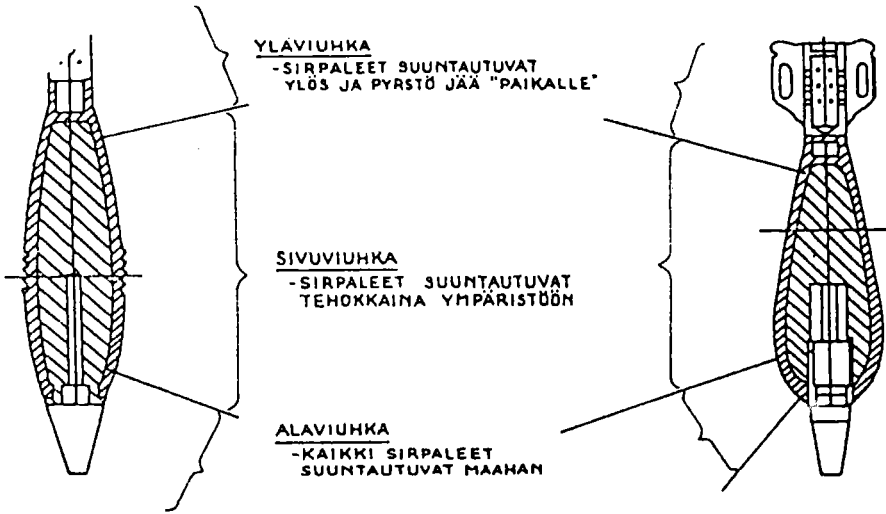 YLÄVIUHKA
-SIRPALEET SUUNTAUTUVAT
YLÖS JA PYRSTÖ JÄÄ "PAIKALLE"
SIVUVIUHKA
-SIRPALEET SUUNTAUTUVAT
TEHOKKAINA YMPÄRISTÖÖN
ALAVIUHKA
-KAIKKI SIRPALEET
SUUNTAUTUVAT MAAHAN